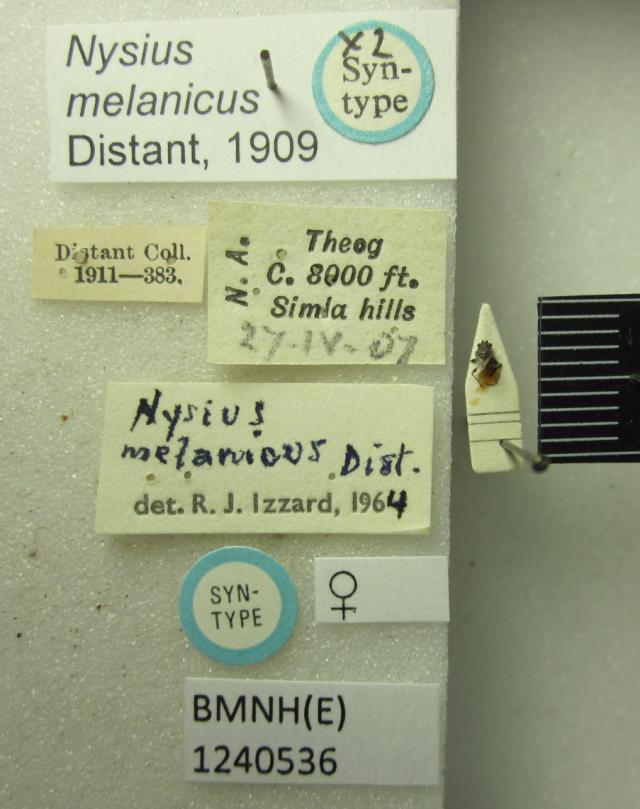 Nysius
melanicus
Distant, 1909
X2
Syn-
type
Distant Coll.
1911—383.
N. A.
Theog
C. 8000 ft.
Simla hills
27-IV-07
Nysius
melanicus Dist.
det. R. J. Izzard, 1964
SYN-
TYPE
♀
BMNH(E)
1240536